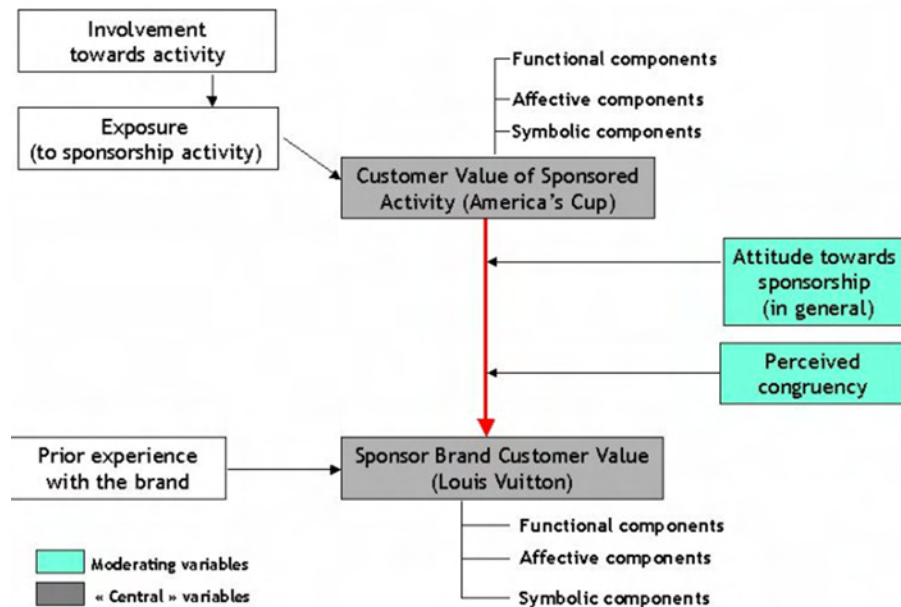 Involvement
towards activity
Exposure
(to sponsorship activity)
Functional components
Affective components
Symbolic components
Customer Value of Sponsored
Activity (America's Cup)
Attitude towards
sponsorship
(in general)
Perceived
congruency
Prior experience
with the brand
Sponsor Brand Customer Value
(Louis Vuitton)
Functional components
Affective components
Symbolic components
Moderating variables
« Central » variables